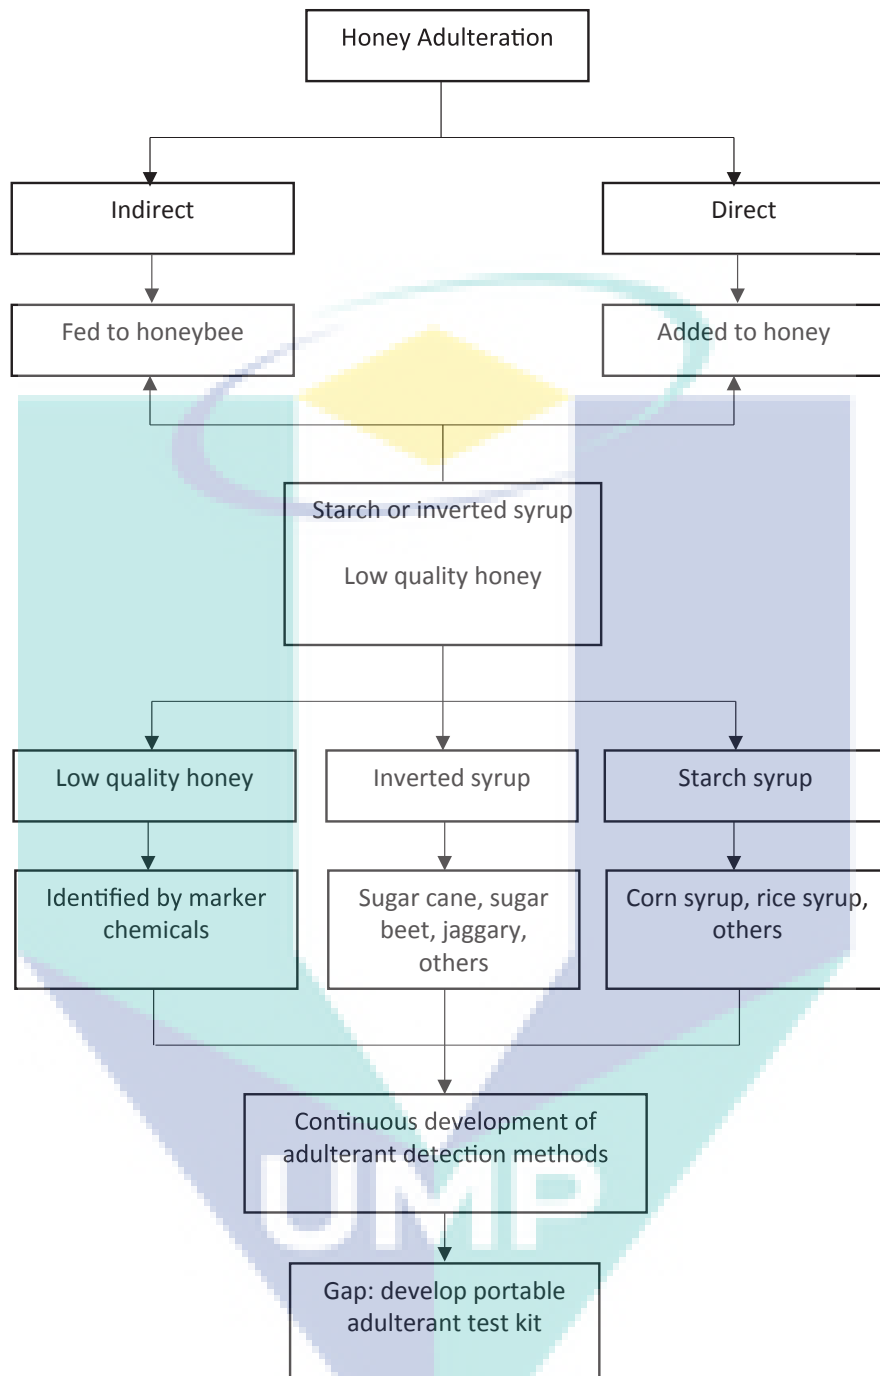 Honey Adulteration
Indirect
Direct
Fed to honeybee
Added to honey
Starch or inverted syrup
Low quality honey
Low quality honey
Inverted syrup
Starch syrup
Identified by marker
chemicals
Sugar cane, sugar
beet, jaggary,
others
Corn syrup, rice syrup,
others
Continuous development of
adulterant detection methods
UMP
Gap: develop portable
adulterant test kit